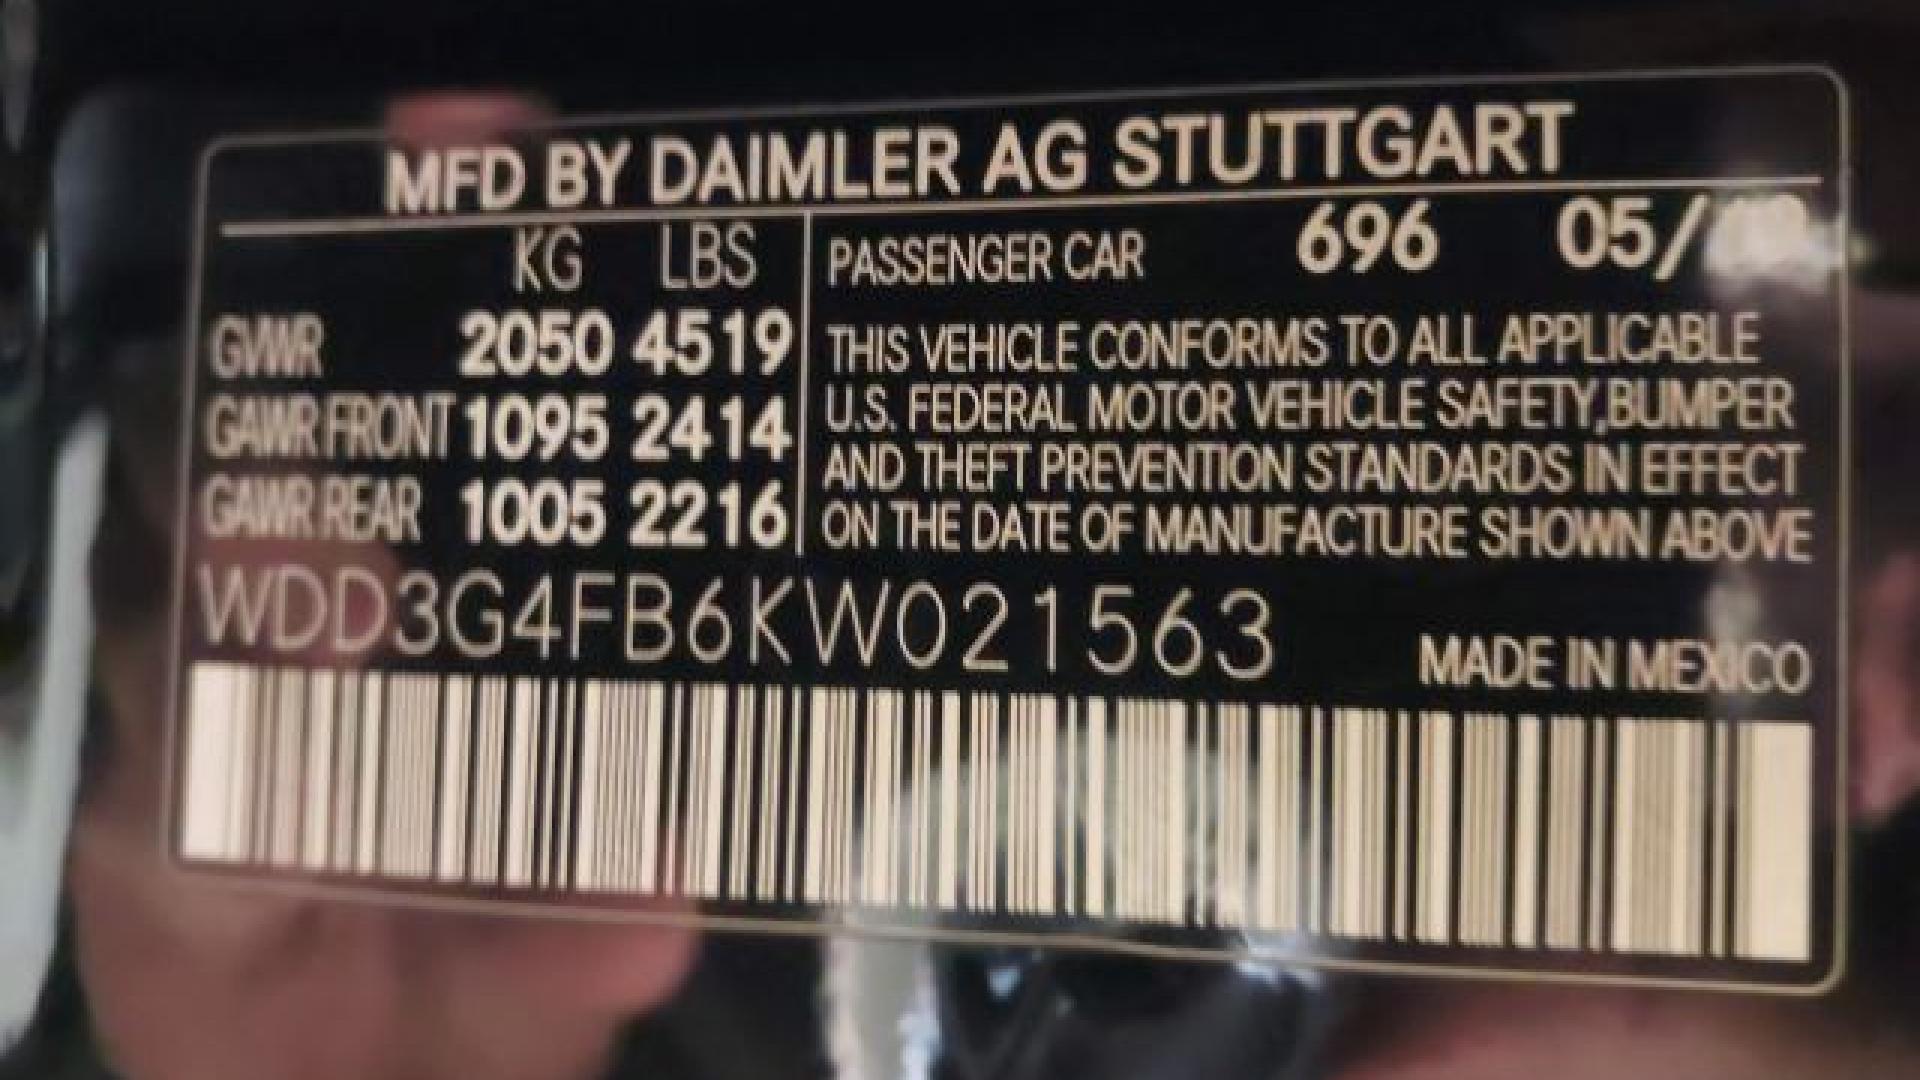 MFD BY DAIMLER AG STUTTGART
KG LBS
GVWR 2050 4519
GAWR FRONT 1095 2414
GAWR REAR 1005 2216
PASSENGER CAR 696 05/
THIS VEHICLE CONFORMS TO ALL APPLICABLE
U.S. FEDERAL MOTOR VEHICLE SAFETY,BUMPER
AND THEFT PREVENTION STANDARDS IN EFFECT
ON THE DATE OF MANUFACTURE SHOWN ABOVE
WDD3G4FB6KW021563
MADE IN MEXICO